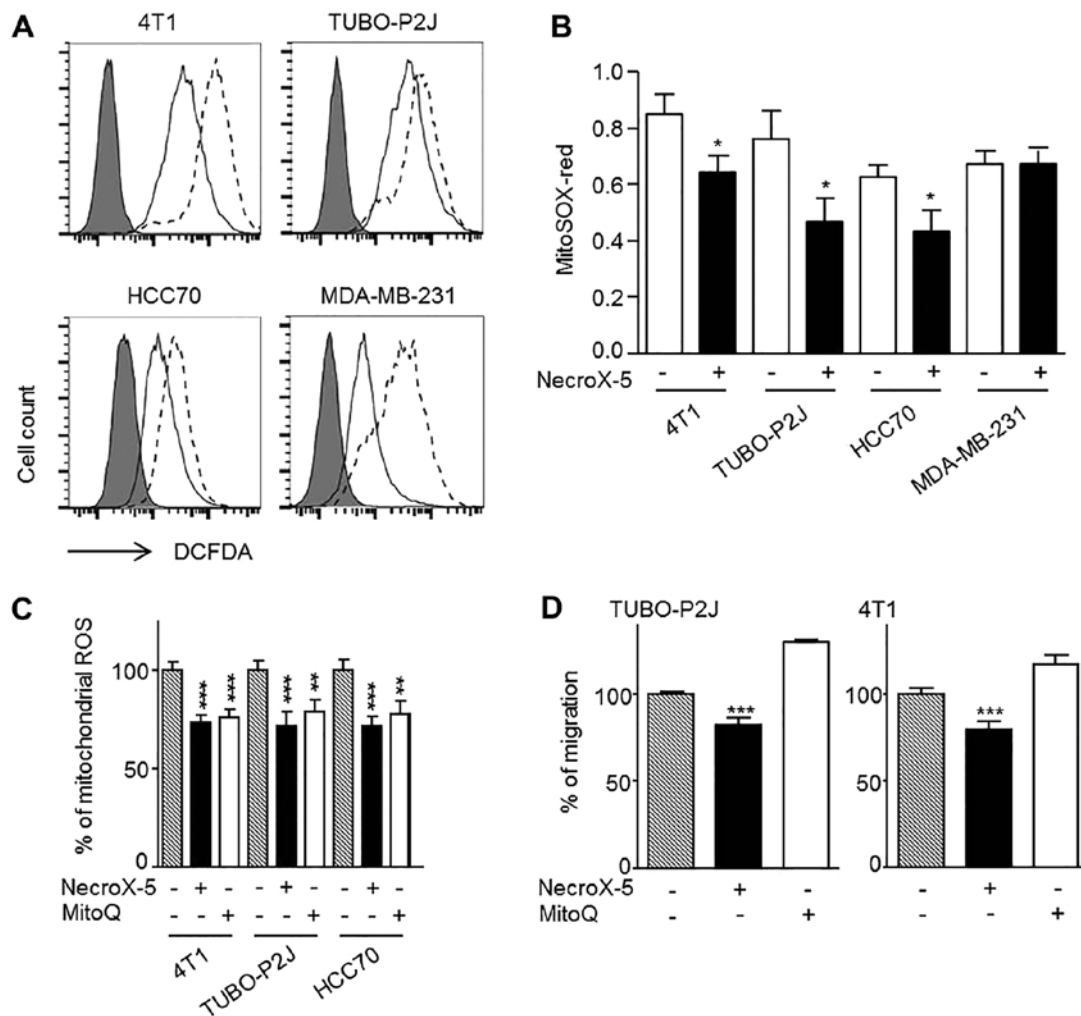 A
4T1
TUBO-P2J
HCC70
MDA-MB-231
Cell count
DCFDA
B
MitoSOX-red
1.0
0.8
0.6
0.4
0.2
0.0
*
*
*
NecroX-5 - + - + - + - +
4T1
TUBO-P2J
HCC70
MDA-MB-231
C
% of mitochondrial ROS
100
50
0
*** *** *** ** *** **
NecroX-5 - + - - + - - + -
MitoQ - - + - - + - - +
4T1
TUBO-P2J
HCC70
D
TUBO-P2J
4T1
% of migration
100
50
0
***
100
50
0
***
NecroX-5 - + - - + -
MitoQ - - + - - +